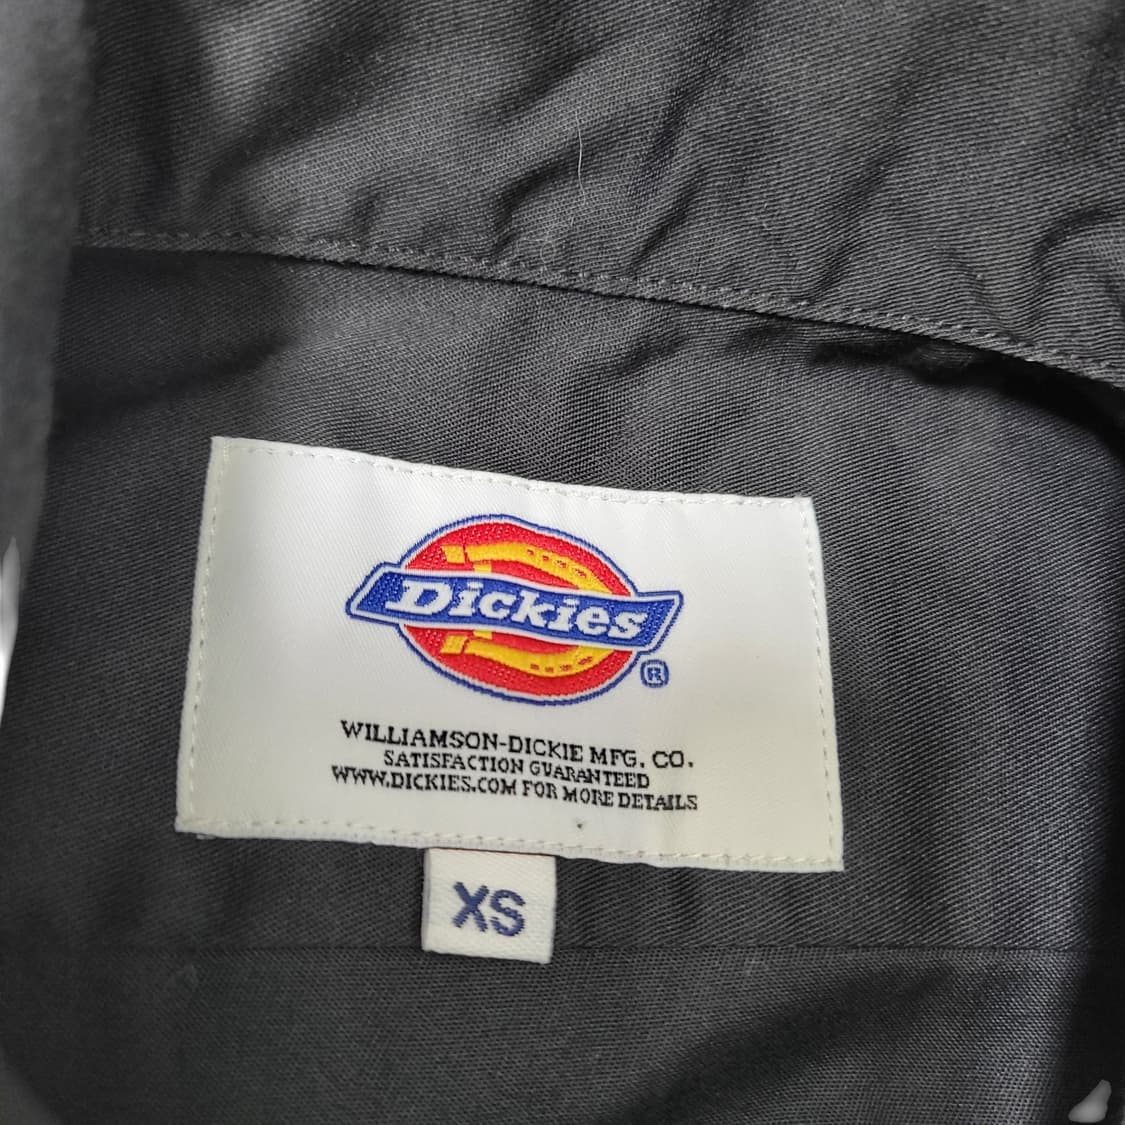 Dickies
®
WILLIAMSON-DICKIE MFG. CO.
SATISFACTION GUARANTEED
WWW.DICKIES.COM FOR MORE DETAILS
XS